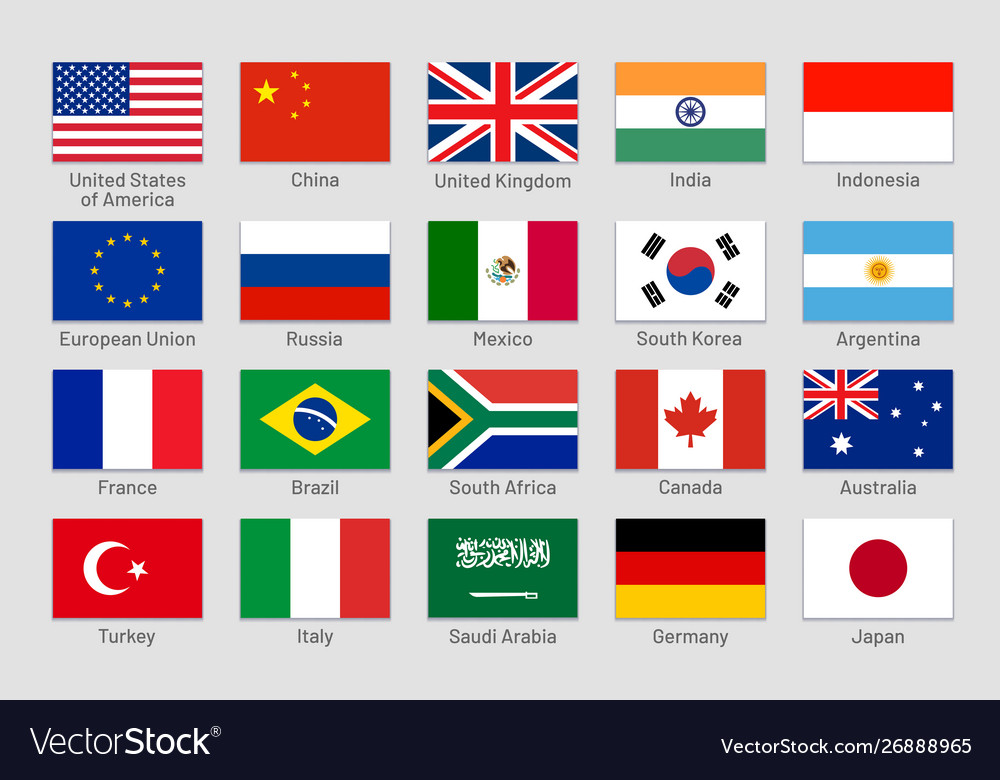 United States
of America
China
United Kingdom
India
Indonesia
European Union
Russia
Mexico
South Korea
Argentina
France
Brazil
South Africa
Canada
Australia
Turkey
Italy
Saudi Arabia
Germany
Japan
VectorStock®
VectorStock.com/26888965